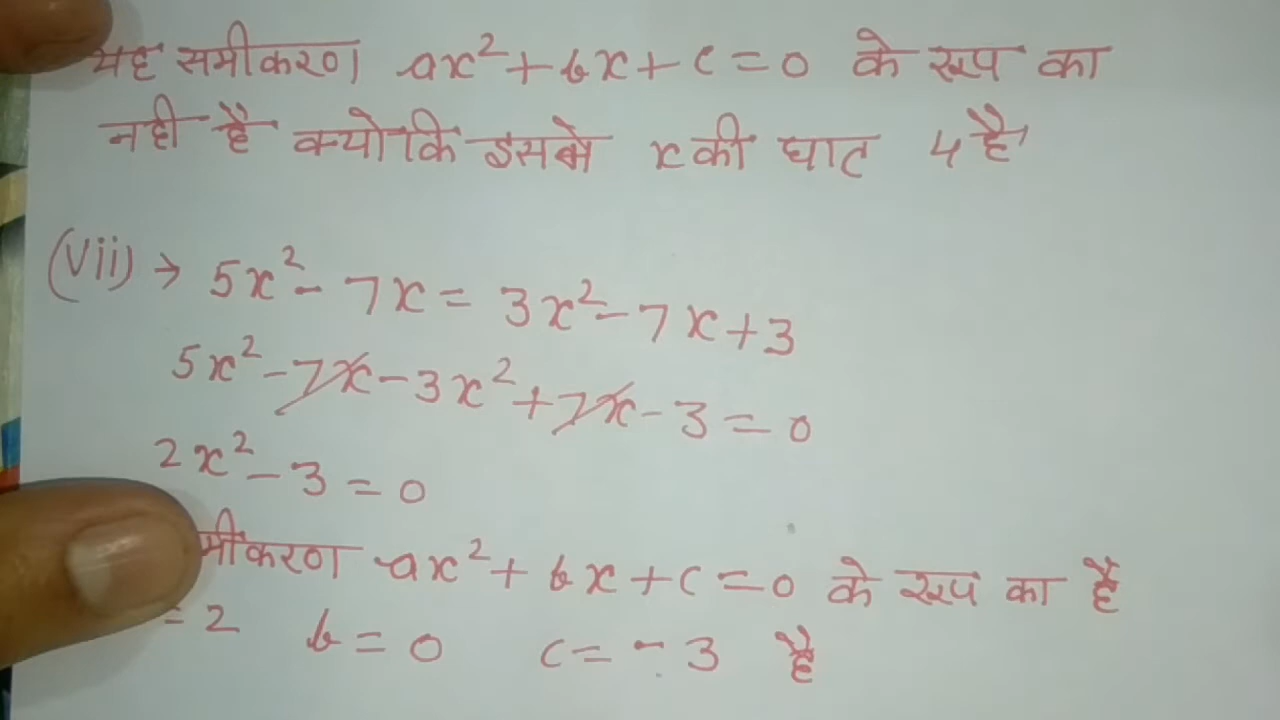 यह समीकरण ax² + bx + c = 0 के रूप का
नही है क्योकि इसमे x की घात 4 है
(vii) → 5x² - 7x = 3x² - 7x + 3
5x² - 7x - 3x² + 7x - 3 = 0
2x² - 3 = 0
मीकरण ax² + bx + c = 0 के रूप का है
= 2 b = 0 c = - 3 है